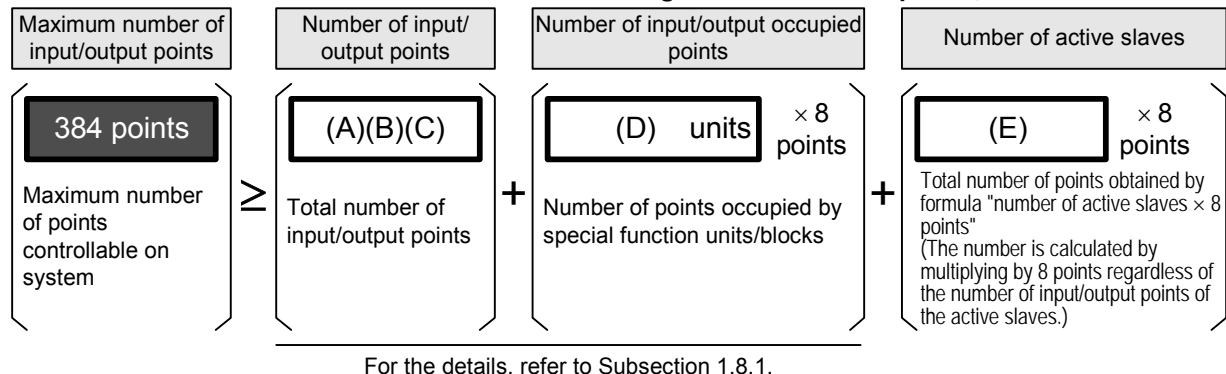 Maximum number of
input/output points
Number of input/
output points
Number of input/output occupied
points
Number of active slaves
384 points
Maximum number
of points
controllable on
system
≥
(A)(B)(C)
Total number of
input/output points
+
(D) units × 8
points
Number of points occupied by
special function units/blocks
+
(E) × 8
points
Total number of points obtained by
formula "number of active slaves × 8
points"
(The number is calculated by
multiplying by 8 points regardless of
the number of input/output points of
the active slaves.)
For the details, refer to Subsection 1.8.1.